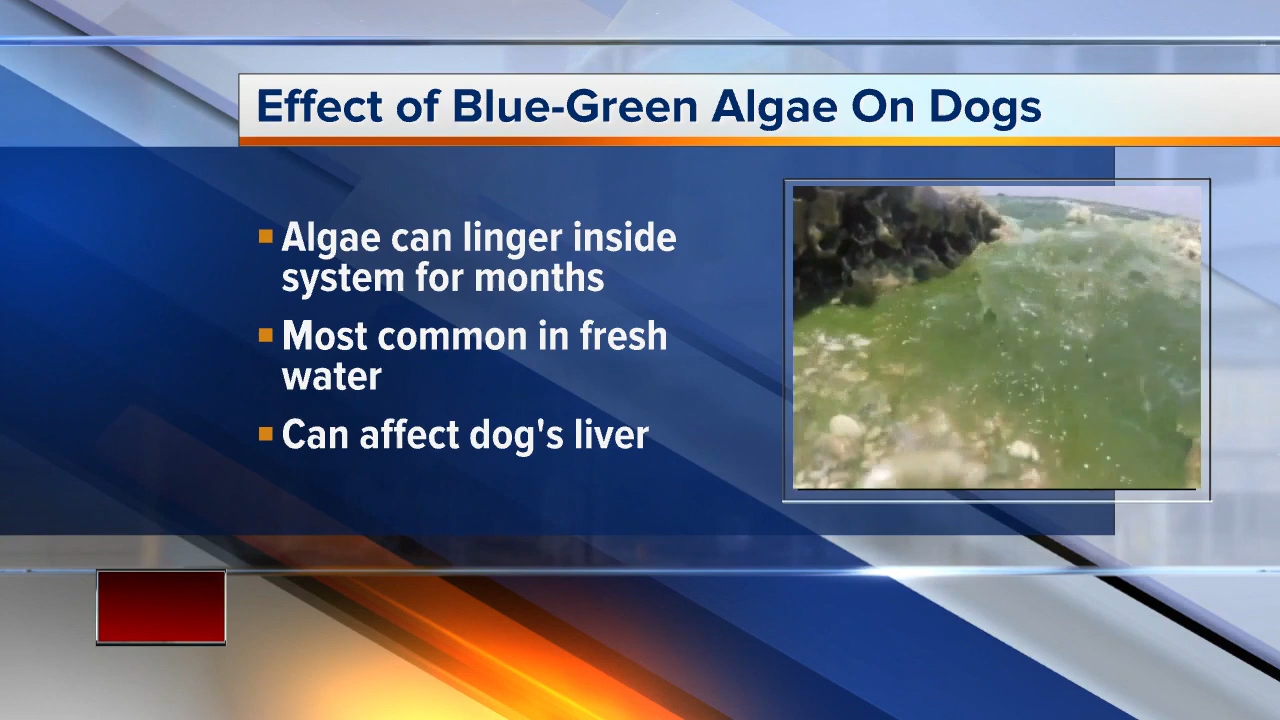 Effect of Blue-Green Algae On Dogs
Algae can linger inside
system for months
Most common in fresh
water
Can affect dog's liver